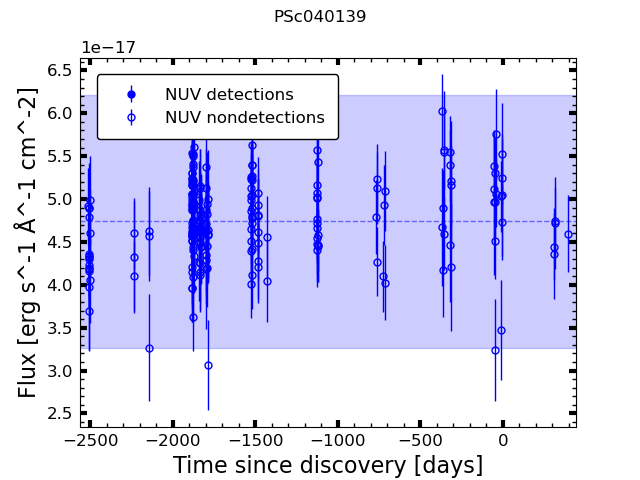 PSc040139
1e−17
6.5
6.0
5.5
5.0
4.5
4.0
3.5
3.0
2.5
Flux [erg s^-1 Å^-1 cm^-2]
NUV detections
NUV nondetections
−2500 −2000 −1500 −1000 −500 0
Time since discovery [days]